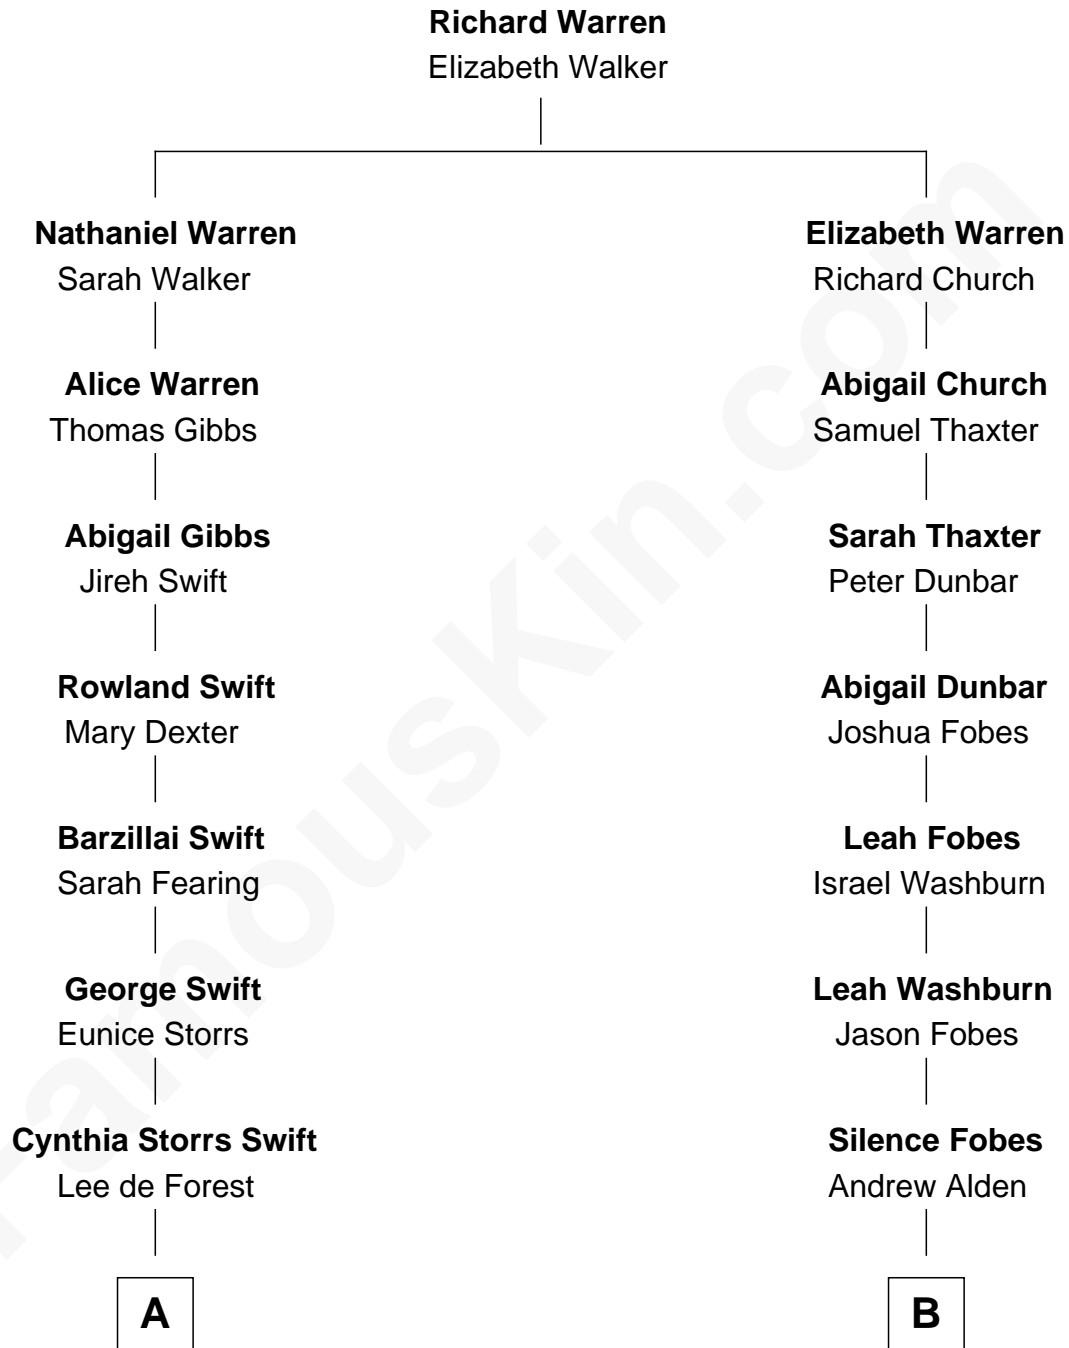 Richard Warren
Elizabeth Walker
Nathaniel Warren
Sarah Walker
Elizabeth Warren
Richard Church
Alice Warren
Thomas Gibbs
Abigail Church
Samuel Thaxter
Abigail Gibbs
Jireh Swift
Sarah Thaxter
Peter Dunbar
Rowland Swift
Mary Dexter
Abigail Dunbar
Joshua Fobes
Barzillai Swift
Sarah Fearing
Leah Fobes
Israel Washburn
George Swift
Eunice Storrs
Leah Washburn
Jason Fobes
Cynthia Storrs Swift
Lee de Forest
Silence Fobes
Andrew Alden
A
B
FamousKin.com